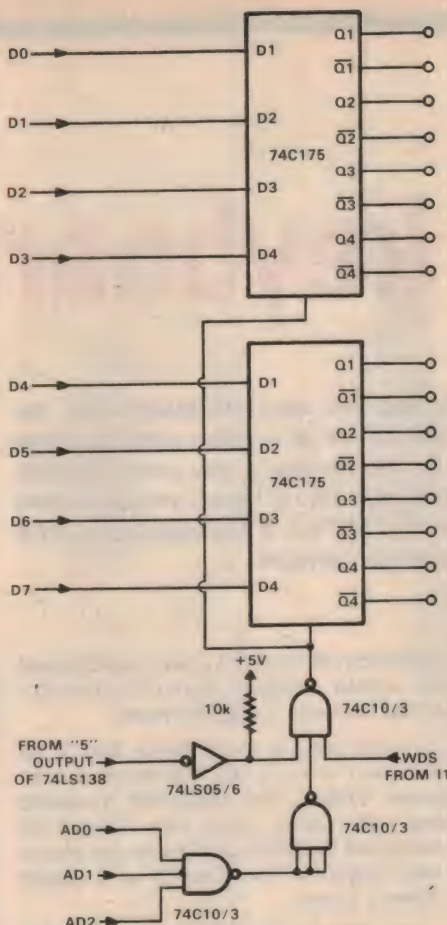 D0
D1
D2
D3
D1
D2
D3
D4
74C175
Q1
Q̅1̅
Q2
Q̅2̅
Q3
Q̅3̅
Q4
Q̅4̅
D4
D5
D6
D7
D1
D2
D3
D4
74C175
Q1
Q̅1̅
Q2
Q̅2̅
Q3
Q̅3̅
Q4
Q̅4̅
+5V
10k
74C10/3
FROM "5"
OUTPUT
OF 74LS138
74LS05/6
WDS
FROM I1
74C10/3
AD0
AD1
AD2
74C10/3